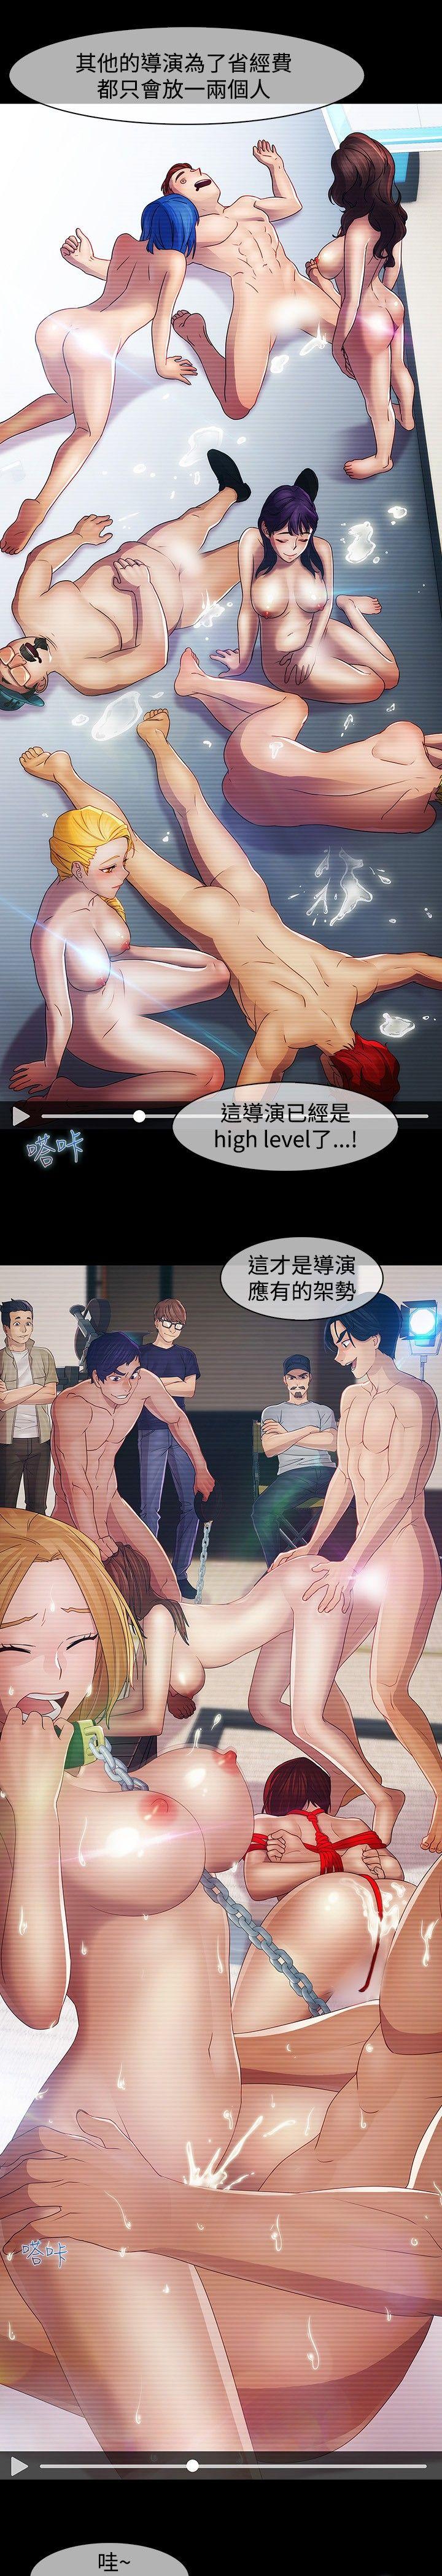 其他的導演為了省經費
都只會放一兩個人
這導演已經是
high level了...!
嗒咔
這才是導演
應有的架勢
嗒咔
哇~